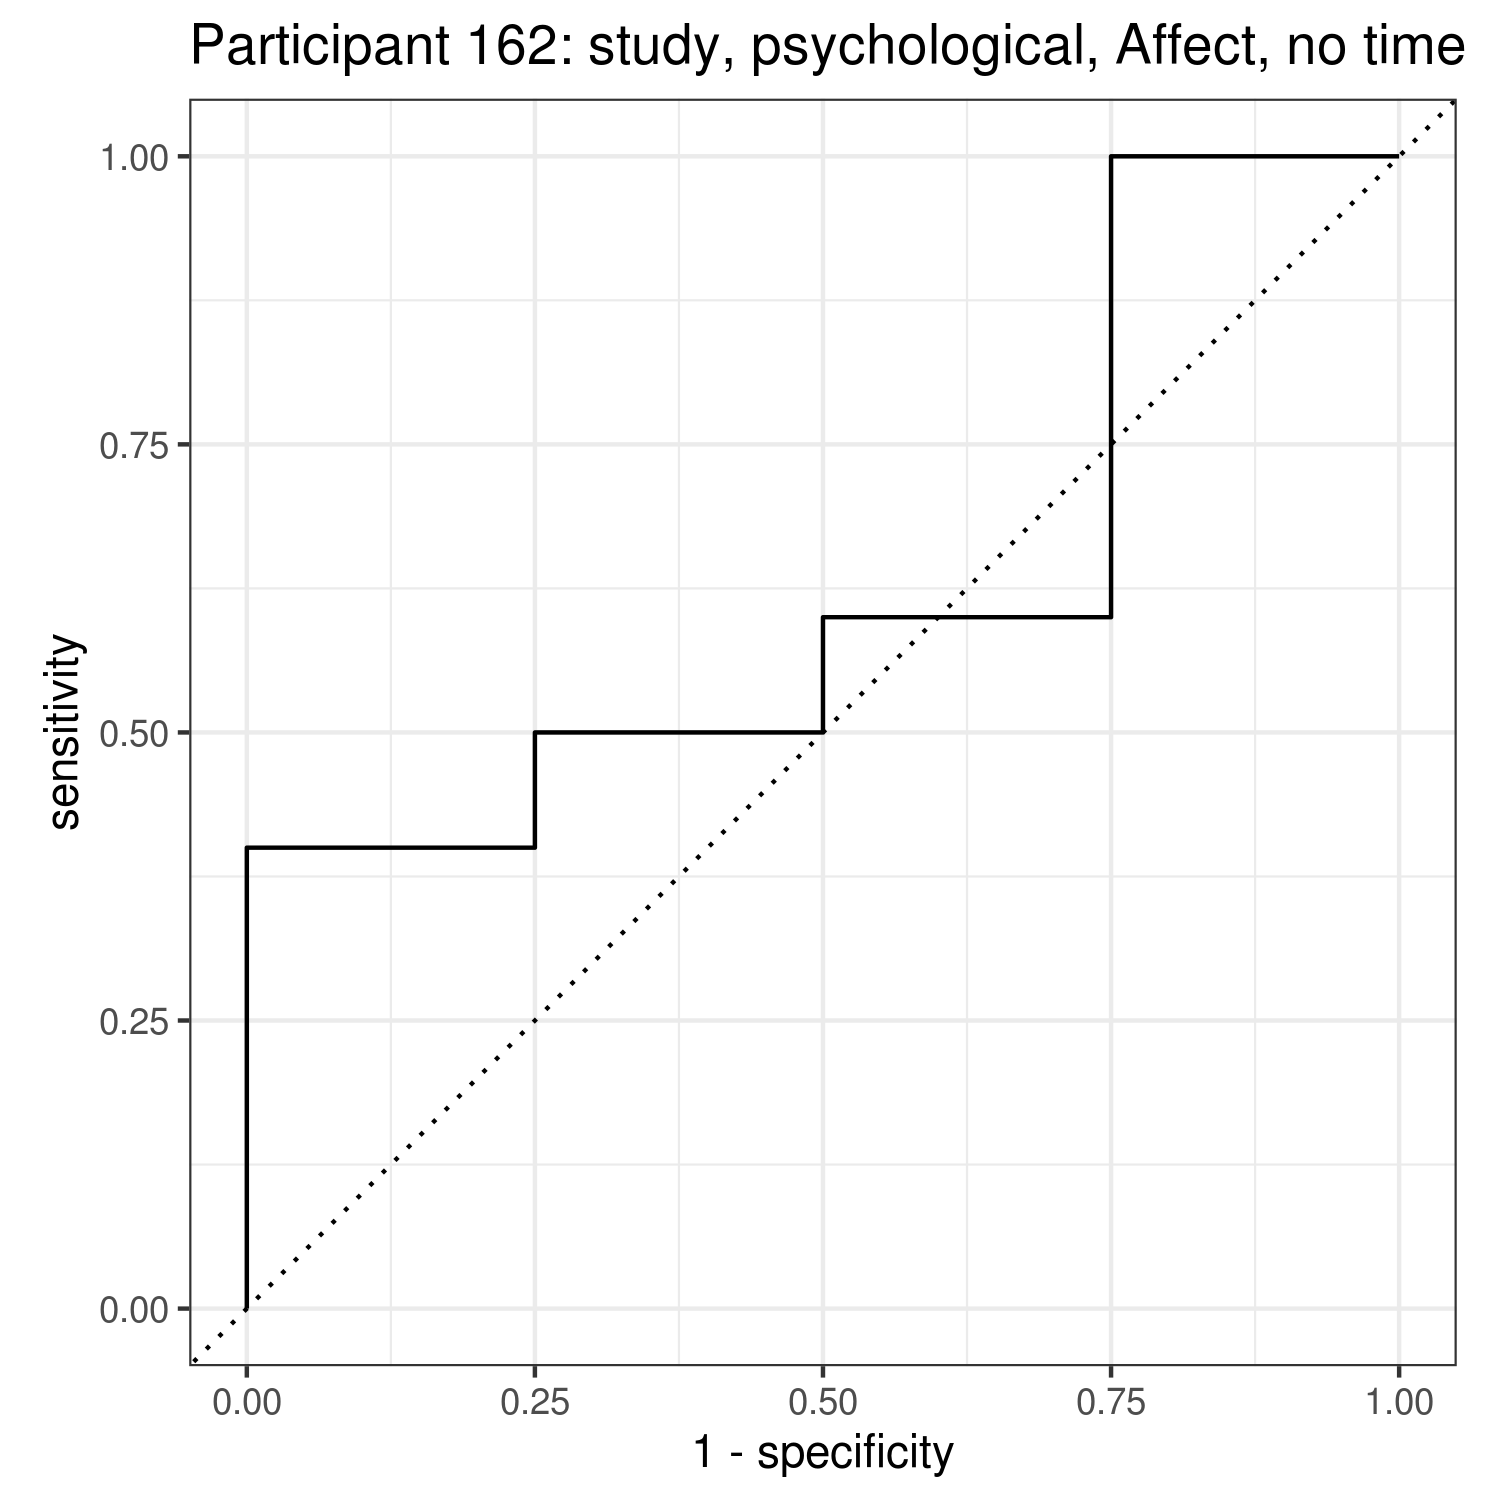 Participant 162: study, psychological, Affect, no time
1.00
0.75
0.50
0.25
0.00
sensitivity
0.00 0.25 0.50 0.75 1.00
1 - specificity